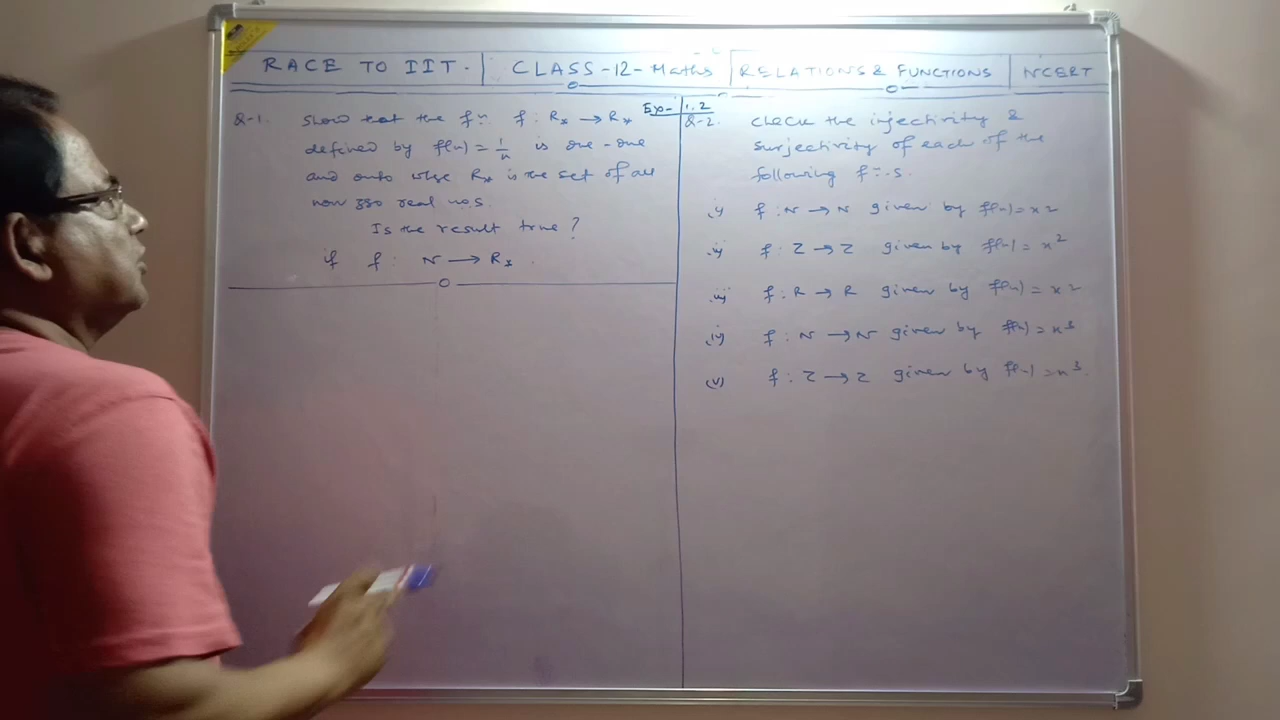 RACE TO IIT. CLASS-12-Maths RELATIONS & FUNCTIONS NCERT
Ex- 1.2
Q-1. Show that the fn. f: R* → R*
defined by f(x) = 1/x is one-one
and onto where R* is the set of all
non zero real no.s.
Is the result true?
if f: N → R*.
Q-2. Check the injectivity &
surjectivity of each of the
following fn.s.
(i) f: N → N given by f(x) = x2
(ii) f: Z → Z given by f(x) = x²
(iii) f: R → R given by f(x) = x2
(iv) f: N → N given by f(x) = x³
(v) f: Z → Z given by f(x) = x³.